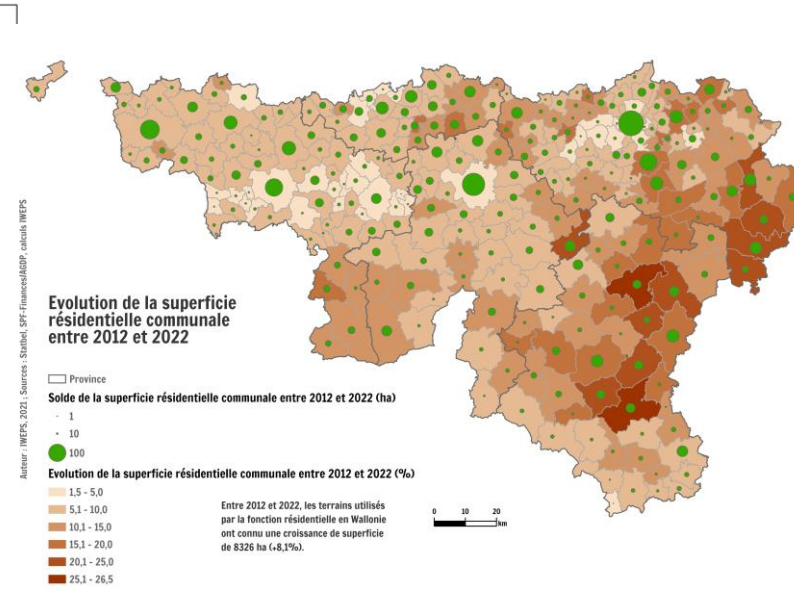 Evolution de la superficie
résidentielle communale
entre 2012 et 2022
Province
Solde de la superficie résidentielle communale entre 2012 et 2022 (ha)
1
10
100
Evolution de la superficie résidentielle communale entre 2012 et 2022 (%)
1,5 - 5,0
5,1 - 10,0
10,1 - 15,0
15,1 - 20,0
20,1 - 25,0
25,1 - 26,5
Entre 2012 et 2022, les terrains utilisés
par la fonction résidentielle en Wallonie
ont connu une croissance de superficie
de 8326 ha (+8,1%).
0 10 20
km
Auteur : IWEPS, 2021 ; Sources : Statbel, SPF-Finances/AGDP, calculs IWEPS